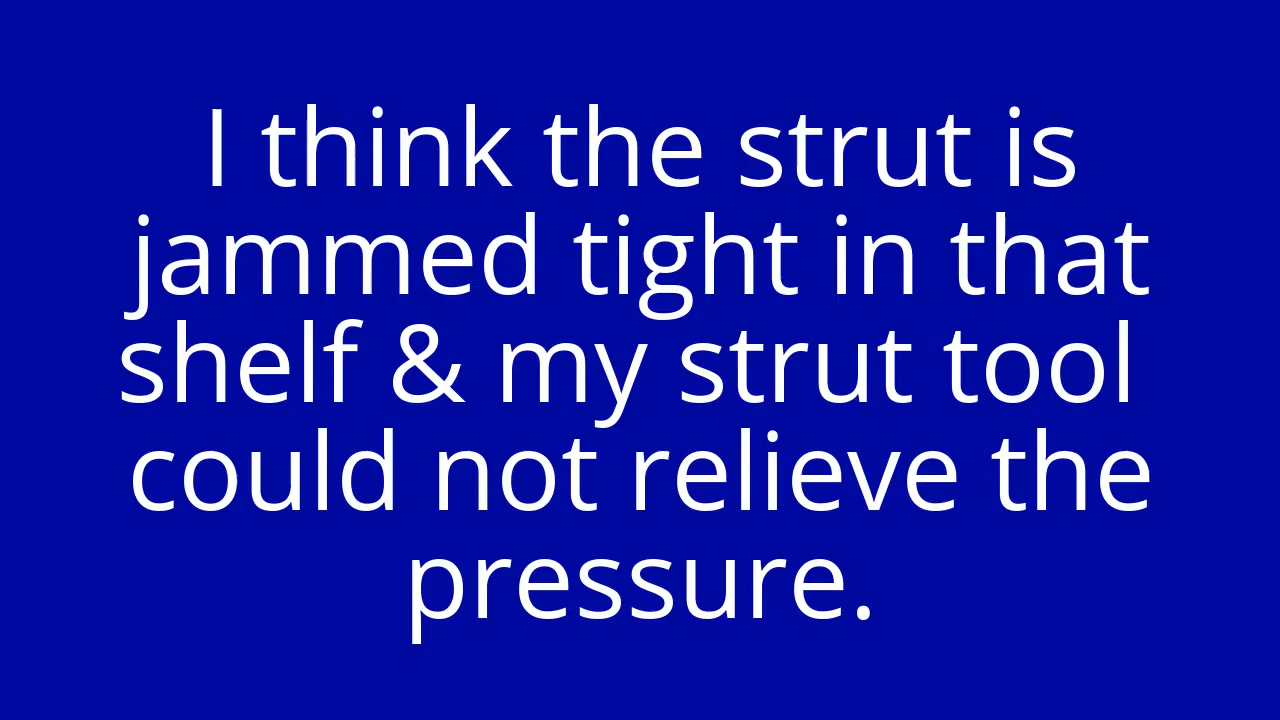 I think the strut is
jammed tight in that
shelf & my strut tool
could not relieve the
pressure.